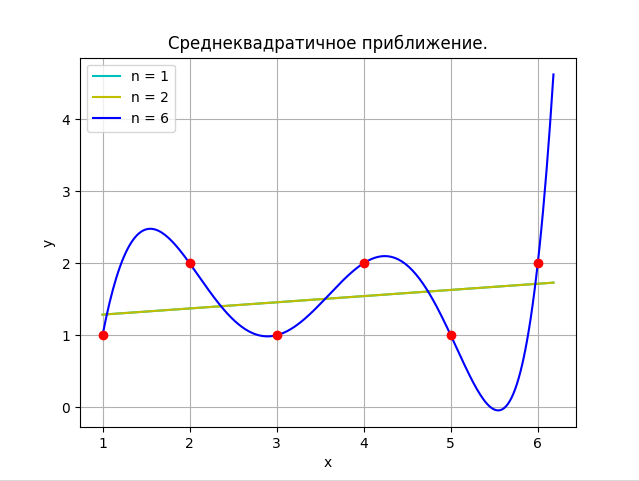 Среднеквадратичное приближение.
n = 1
n = 2
n = 6
y
4
3
2
1
0
1 2 3 4 5 6
x